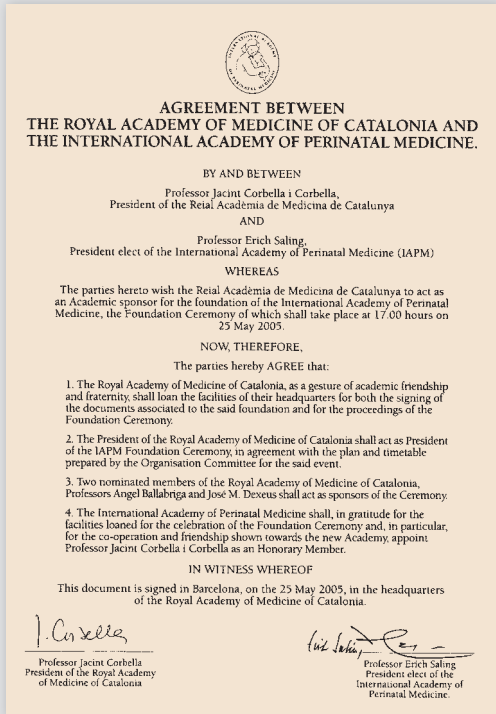 INTERNATIONAL ACADEMY
OF PERINATAL MEDICINE
AGREEMENT BETWEEN
THE ROYAL ACADEMY OF MEDICINE OF CATALONIA AND
THE INTERNATIONAL ACADEMY OF PERINATAL MEDICINE.
BY AND BETWEEN
Professor Jacint Corbella i Corbella,
President of the Reial Acadèmia de Medicina de Catalunya
AND
Professor Erich Saling,
President elect of the International Academy of Perinatal Medicine (IAPM)
WHEREAS
The parties hereto wish the Reial Acadèmia de Medicina de Catalunya to act as
an Academic sponsor for the foundation of the International Academy of Perinatal
Medicine, the Foundation Ceremony of which shall take place at 17.00 hours on
25 May 2005.
NOW, THEREFORE,
The parties hereby AGREE that:
1. The Royal Academy of Medicine of Catalonia, as a gesture of academic friendship
and fraternity, shall loan the facilities of their headquarters for both the signing of
the documents associated to the said foundation and for the proceedings of the
Foundation Ceremony.
2. The President of the Royal Academy of Medicine of Catalonia shall act as President
of the IAPM Foundation Ceremony, in agreement with the plan and timetable
prepared by the Organisation Committee for the said event.
3. Two nominated members of the Royal Academy of Medicine of Catalonia,
Professors Angel Ballabriga and José M. Dexeus shall act as sponsors of the Ceremony.
4. The International Academy of Perinatal Medicine shall, in gratitude for the
facilities loaned for the celebration of the Foundation Ceremony and, in particular,
for the co-operation and friendship shown towards the new Academy, appoint
Professor Jacint Corbella i Corbella as an Honorary Member.
IN WITNESS WHEREOF
This document is signed in Barcelona, on the 25 May 2005, in the headquarters
of the Royal Academy of Medicine of Catalonia.
J. Corbella
Professor Jacint Corbella
President of the Royal Academy
of Medicine of Catalonia
Erich Saling
Professor Erich Saling
President elect of the
International Academy of
Perinatal Medicine.